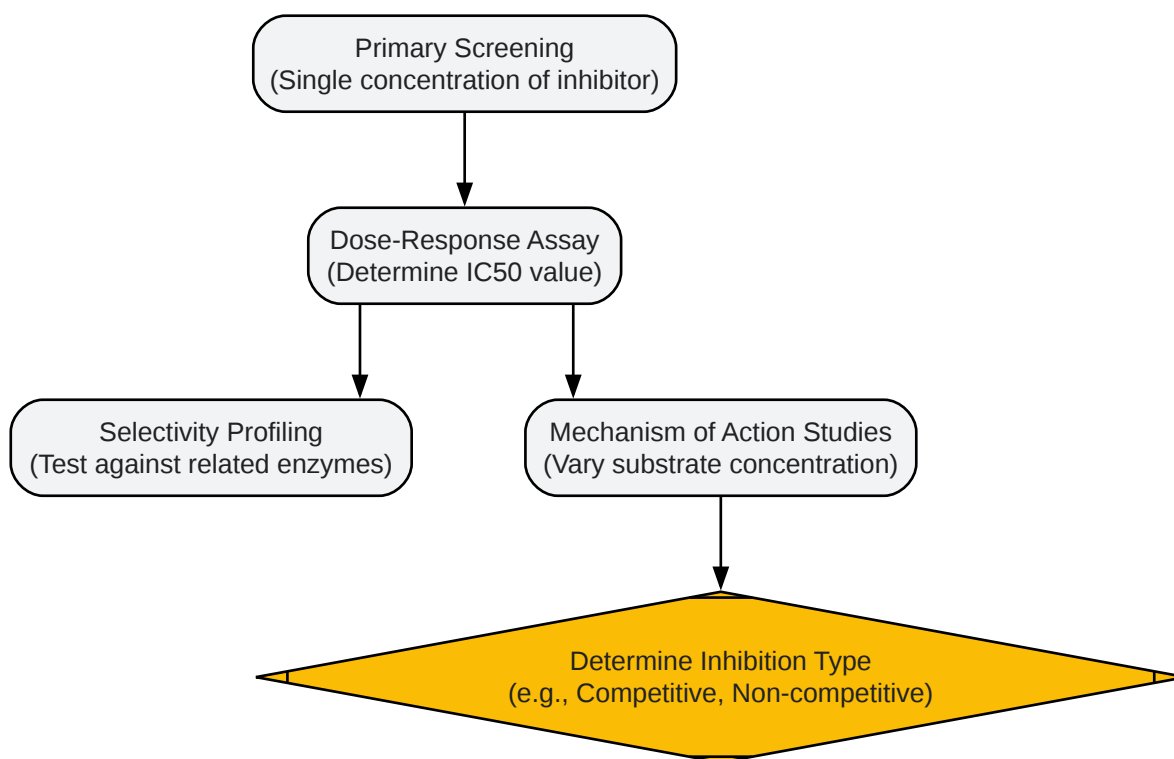 Primary Screening
(Single concentration of inhibitor)
Dose-Response Assay
(Determine IC50 value)
Selectivity Profiling
(Test against related enzymes)
Mechanism of Action Studies
(Vary substrate concentration)
Determine Inhibition Type
(e.g., Competitive, Non-competitive)